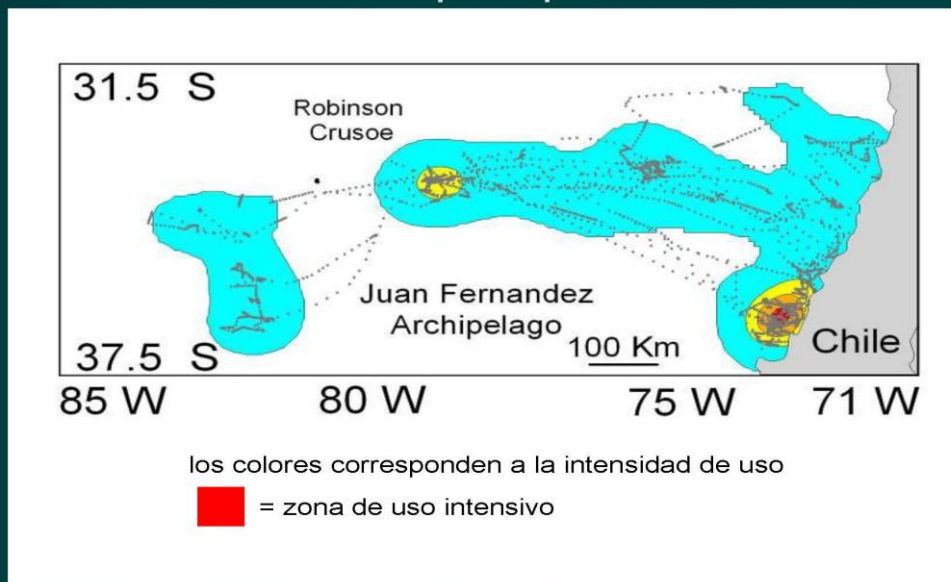 31.5 S
Robinson
Crusoe
Juan Fernandez
Archipelago
100 Km
Chile
37.5 S
85 W 80 W 75 W 71 W
los colores corresponden a la intensidad de uso
= zona de uso intensivo